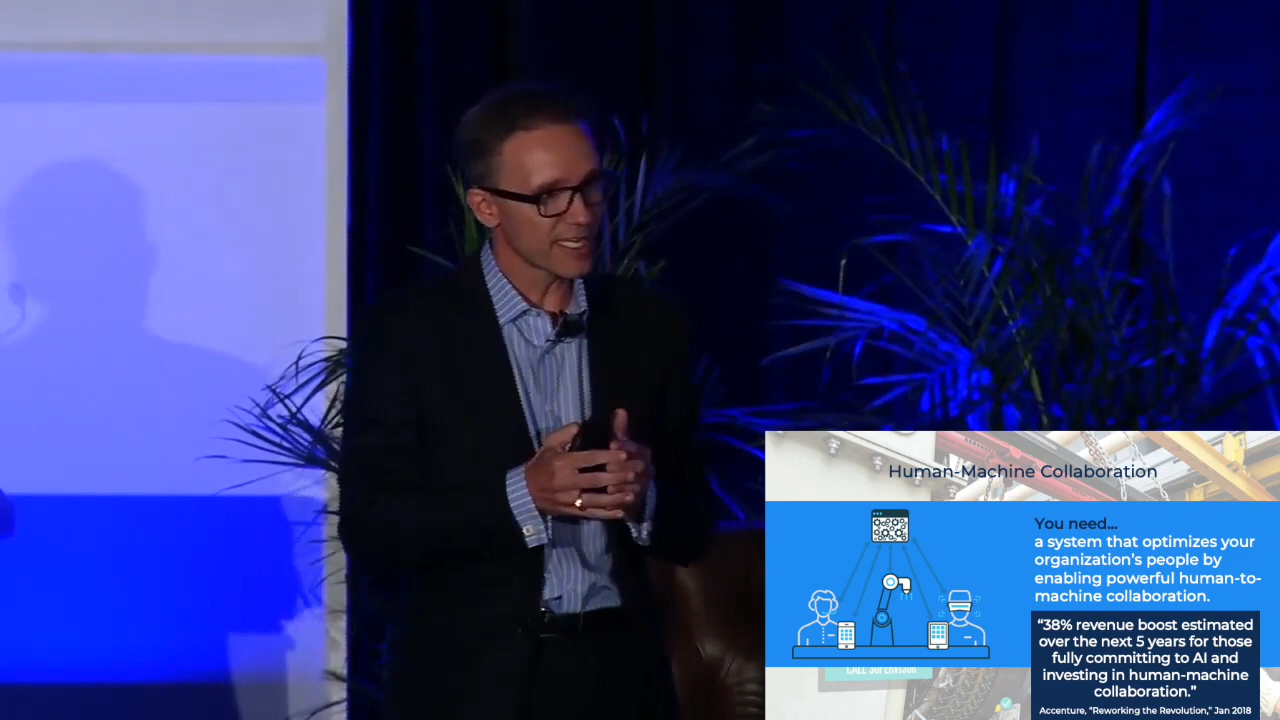 Human-Machine Collaboration
You need...
a system that optimizes your
organization's people by
enabling powerful human-to-
machine collaboration.
“38% revenue boost estimated
over the next 5 years for those
fully committing to AI and
investing in human-machine
collaboration.”
Accenture, “Reworking the Revolution,” Jan 2018
CALL SUPERVISOR